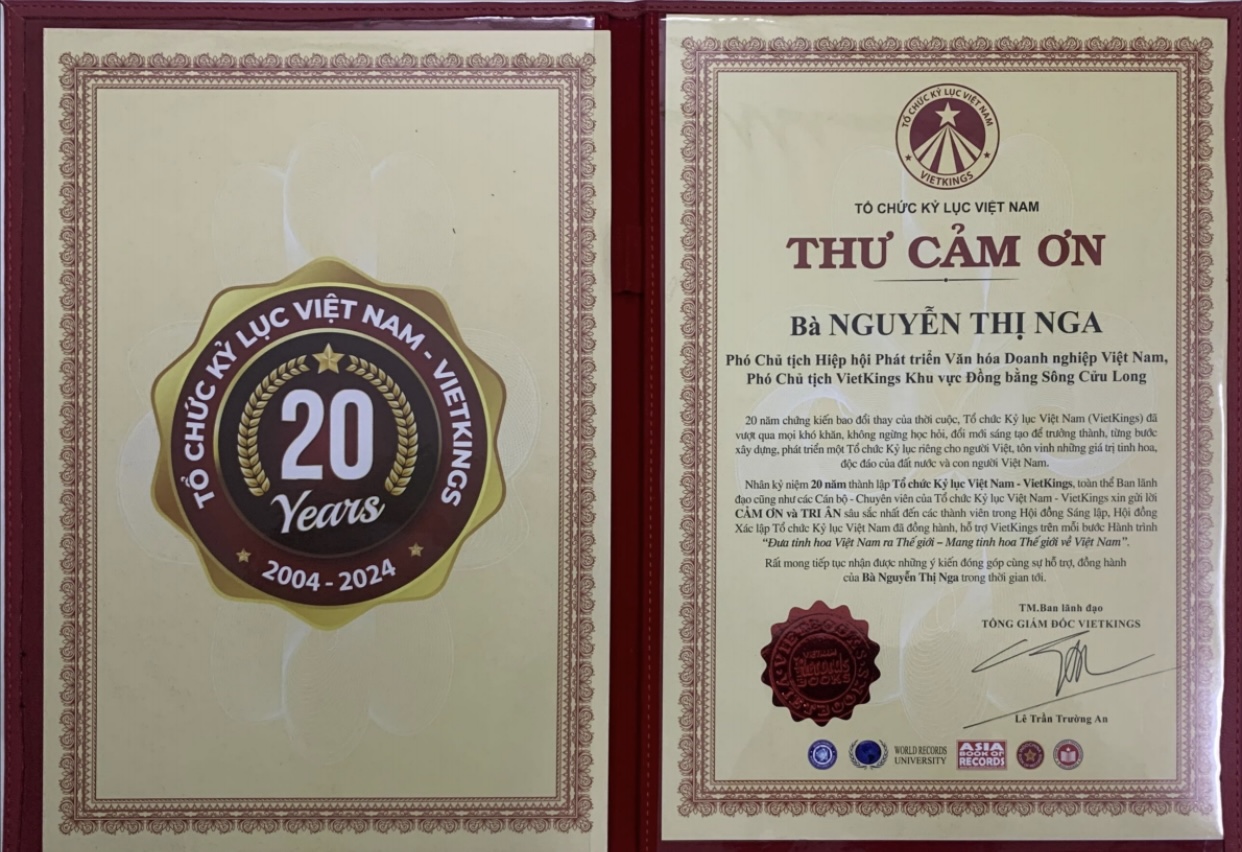 TỔ CHỨC KỶ LỤC VIỆT NAM - VIETKINGS
20
Years
2004 - 2024
TỔ CHỨC KỶ LỤC VIỆT NAM
VIETKINGS
TỔ CHỨC KỶ LỤC VIỆT NAM
THƯ CẢM ƠN
Bà NGUYỄN THỊ NGA
Phó Chủ tịch Hiệp hội Phát triển Văn hóa Doanh nghiệp Việt Nam,
Phó Chủ tịch VietKings Khu vực Đồng bằng Sông Cửu Long
20 năm chứng kiến bao đổi thay của thời cuộc, Tổ chức Kỷ lục Việt Nam (VietKings) đã
vượt qua mọi khó khăn, không ngừng học hỏi, đổi mới sáng tạo để trưởng thành, từng bước
xây dựng, phát triển một Tổ chức Kỷ lục riêng cho người Việt, tôn vinh những giá trị tinh hoa,
độc đáo của đất nước và con người Việt Nam.
Nhân kỷ niệm 20 năm thành lập Tổ chức Kỷ lục Việt Nam - VietKings, toàn thể Ban lãnh
đạo cũng như các Cán bộ - Chuyên viên của Tổ chức Kỷ lục Việt Nam - VietKings xin gửi lời
CẢM ƠN và TRI ÂN sâu sắc nhất đến các thành viên trong Hội đồng Sáng lập, Hội đồng
Xác lập Tổ chức Kỷ lục Việt Nam đã đồng hành, hỗ trợ VietKings trên mỗi bước Hành trình
“Đưa tinh hoa Việt Nam ra Thế giới – Mang tinh hoa Thế giới về Việt Nam”.
Rất mong tiếp tục nhận được những ý kiến đóng góp cùng sự hỗ trợ, đồng hành
của Bà Nguyễn Thị Nga trong thời gian tới.
TM.Ban lãnh đạo
TỔNG GIÁM ĐỐC VIETKINGS
VIETNAM
RECORDS
BOOKS
Lê Trần Trường An
WORLD RECORDS
UNIVERSITY
ASIA
BOOK OF
RECORDS